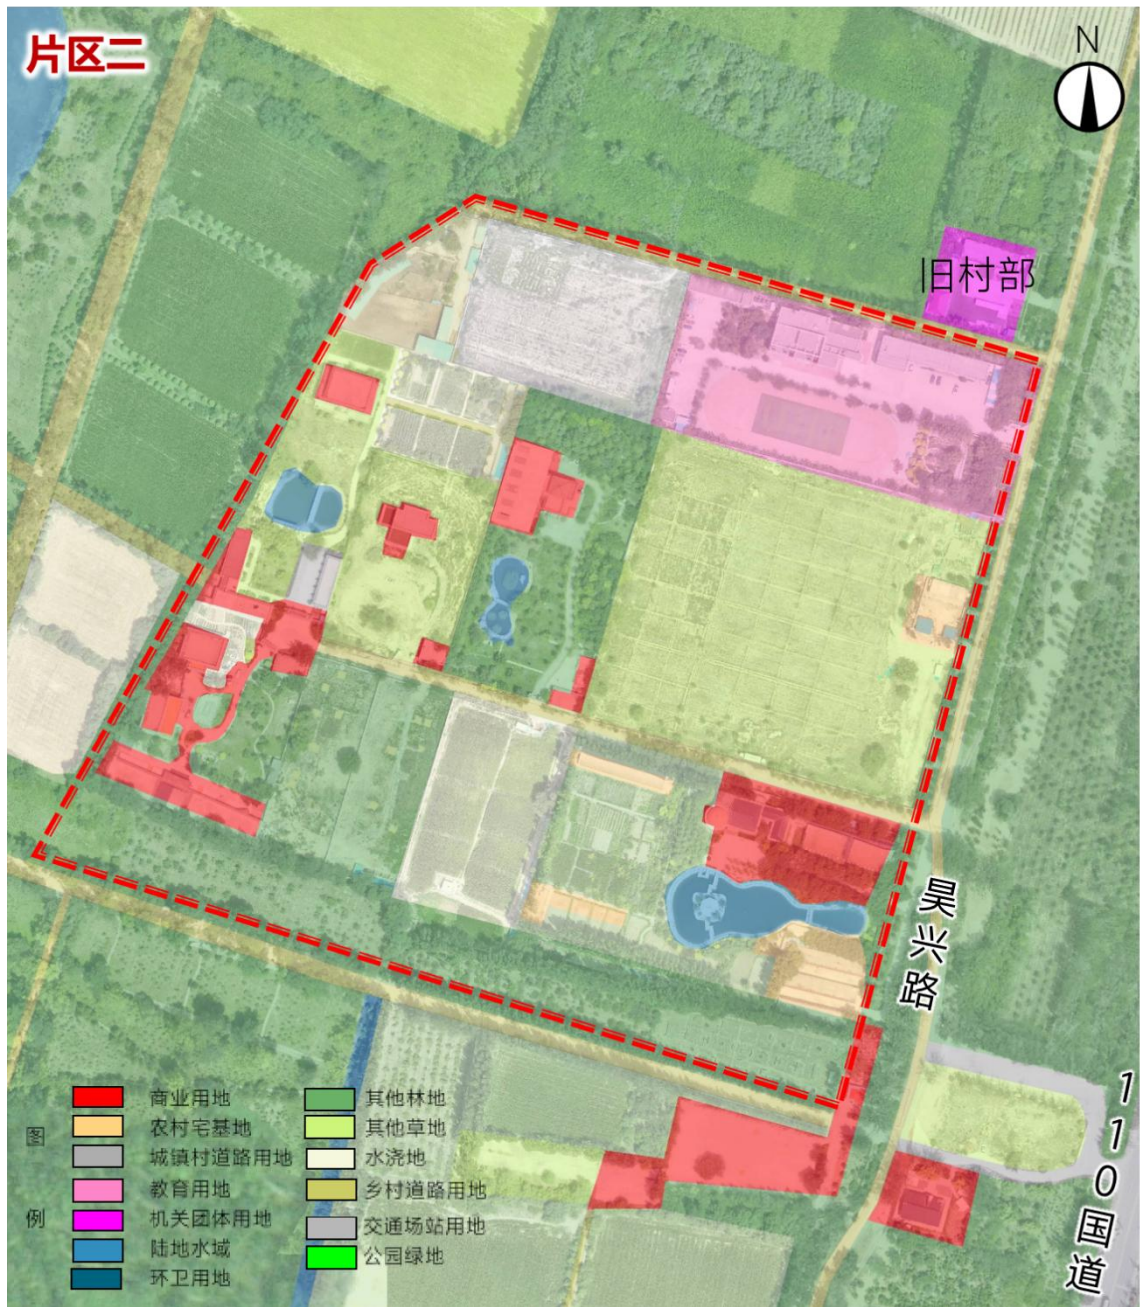 片区二
N
旧村部
昊兴路
110国道
图例
商业用地
农村宅基地
城镇村道路用地
教育用地
机关团体用地
陆地水域
环卫用地
其他林地
其他草地
水浇地
乡村道路用地
交通场站用地
公园绿地